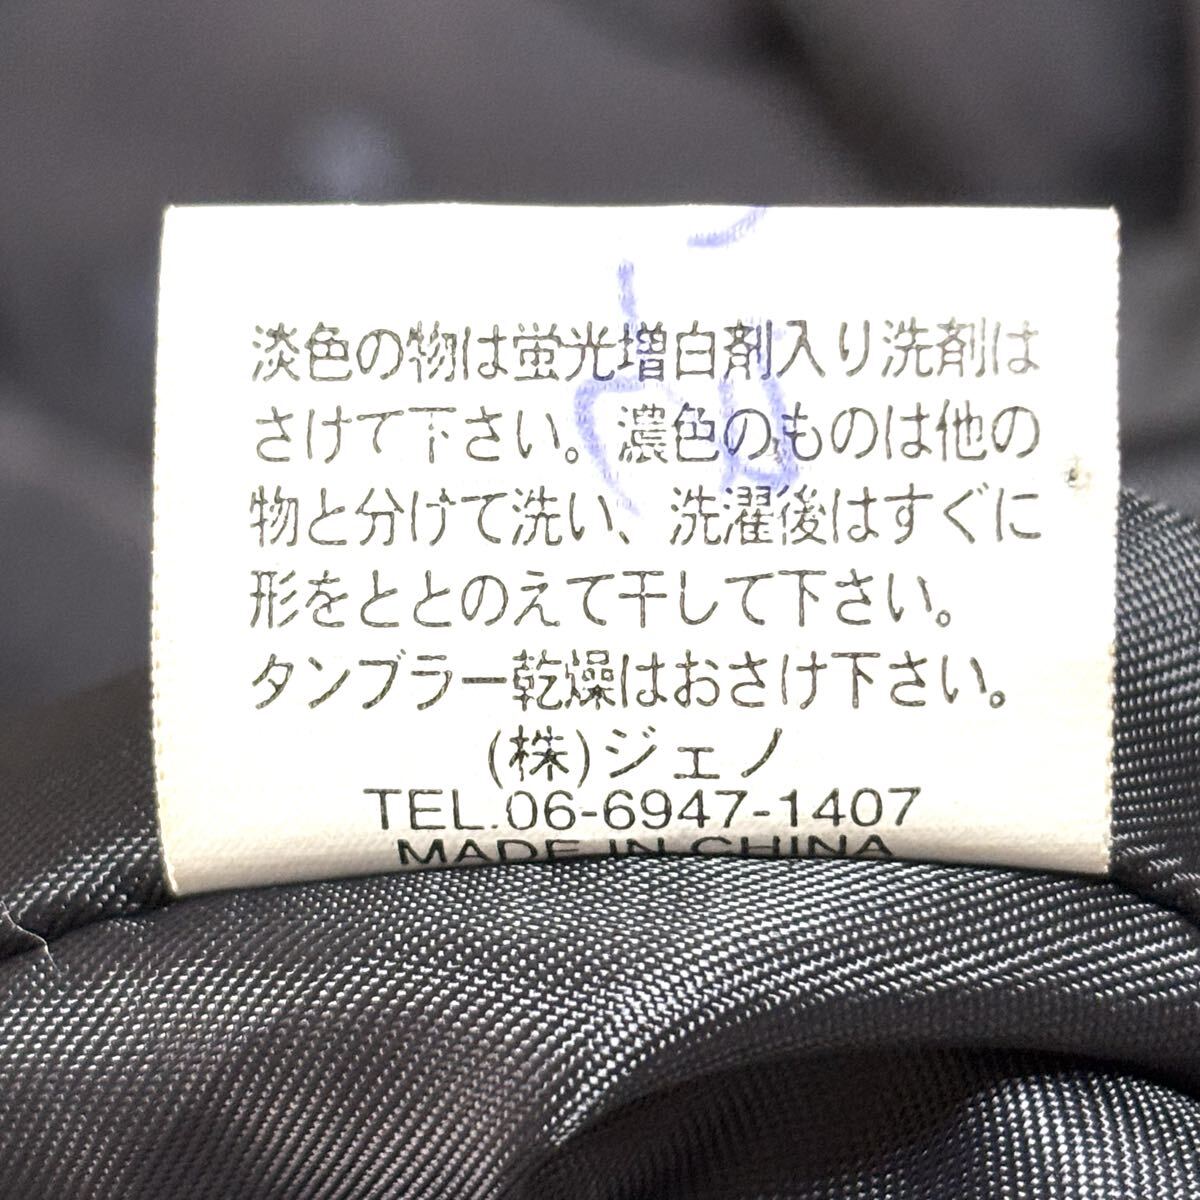 淡色の物は蛍光増白剤入り洗剤は
さけて下さい。濃色のものは他の
物と分けて洗い、洗濯後はすぐに
形をととのえて干して下さい。
タンブラー乾燥はおさけ下さい。
(株)ジェノ
TEL.06-6947-1407
MADE IN CHINA